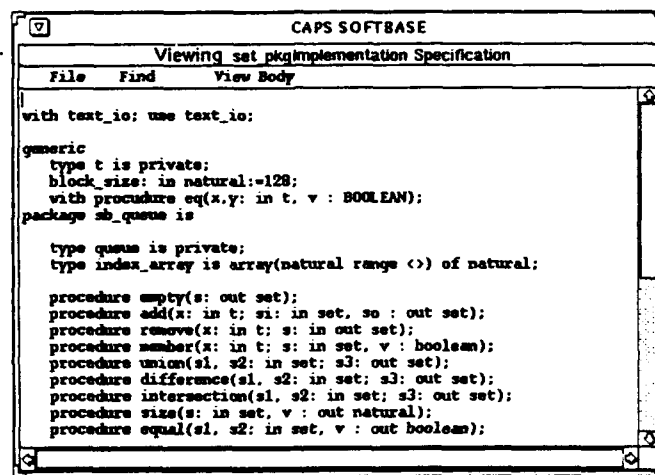 CAPS SOFTBASE
Viewing set_pkgImplementation Specification
File Find View Body
with text_io; use text_io;
generic
type t is private;
block_size: in natural:=128;
with procudure eq(x,y: in t, v : BOOLEAN);
package sb_queue is
type queue is private;
type index_array is array(natural range <>) of natural;
procedure empty(s: out set);
procedure add(x: in t; si: in set, so : out set);
procedure remove(x: in t; s: in out set);
procedure member(x: in t; s: in set, v : boolean);
procedure union(s1, s2: in set; s3: out set);
procedure difference(s1, s2: in set; s3: out set);
procedure intersection(s1, s2: in set; s3: out set);
procedure size(s: in set, v : out natural);
procedure equal(s1, s2: in set, v : out boolean);